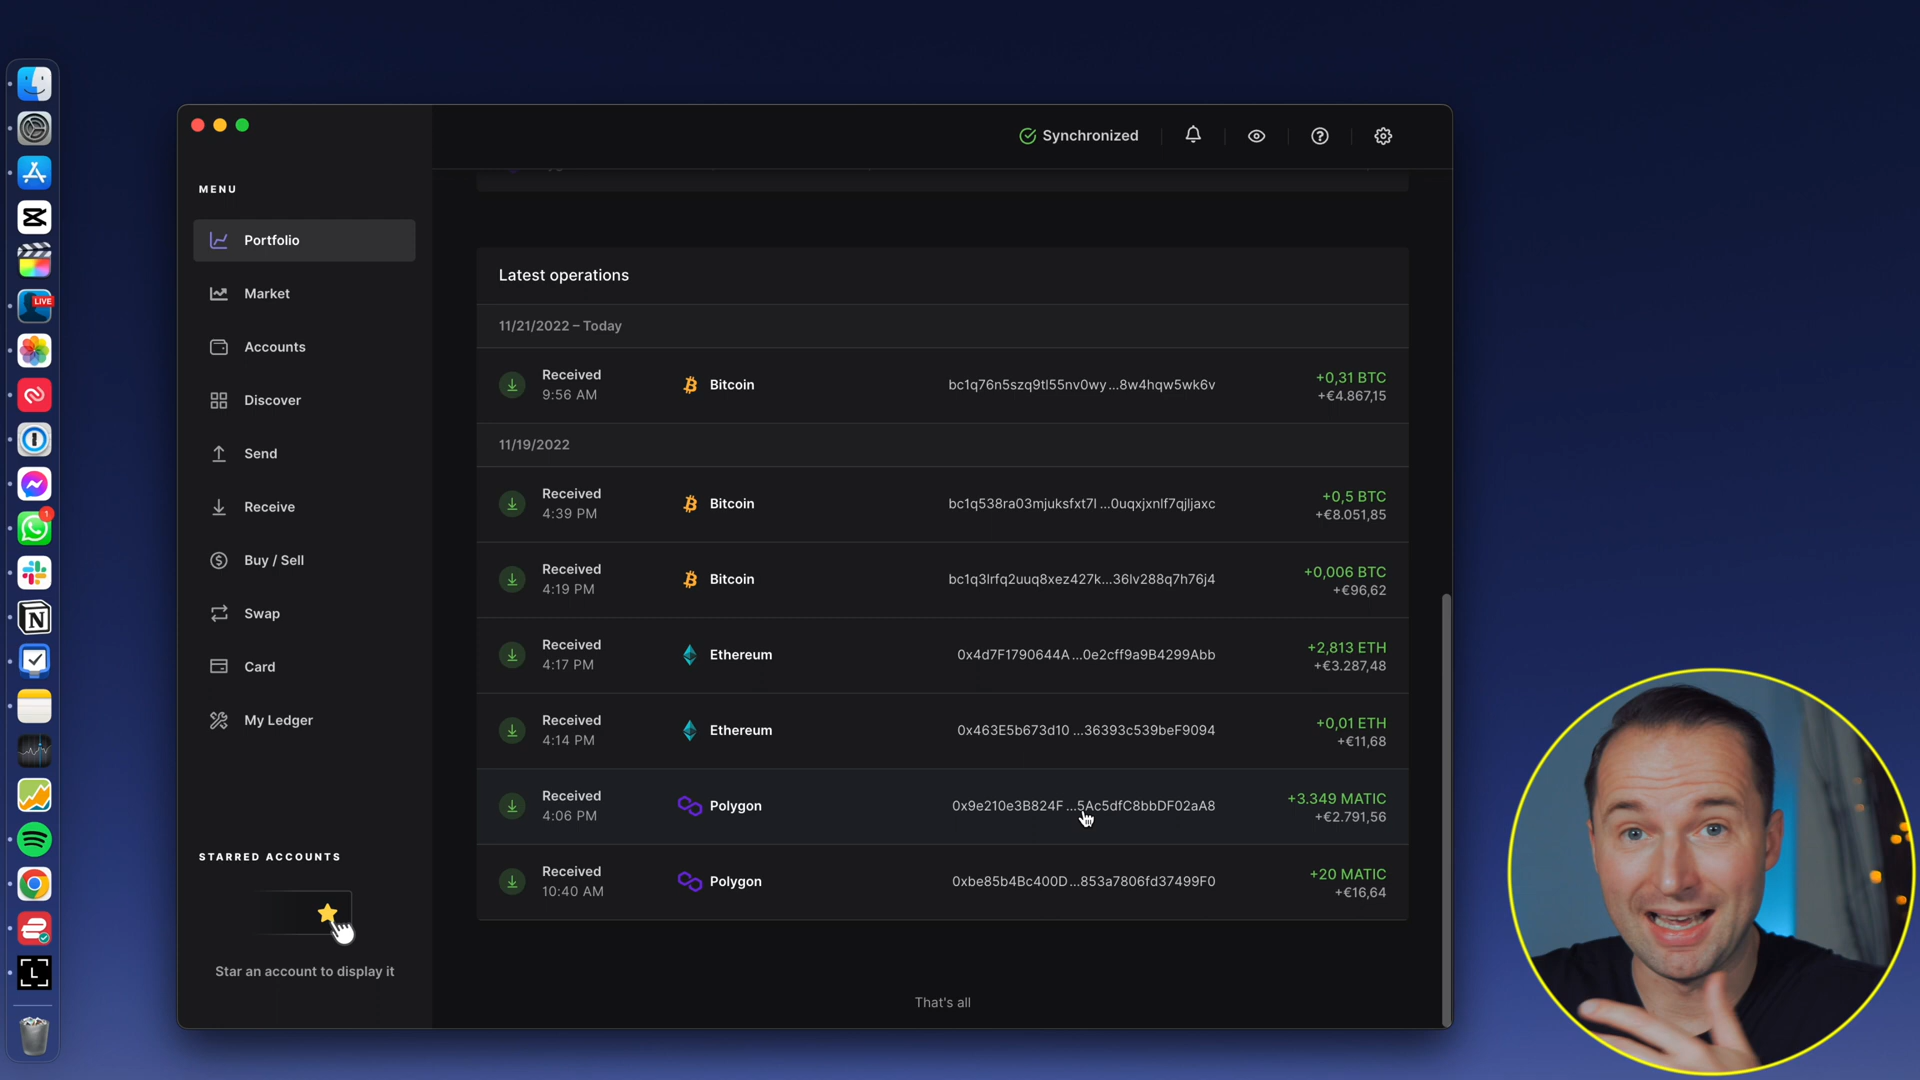 Synchronized
MENU
Portfolio
Market
Accounts
Discover
Send
Receive
Buy / Sell
Swap
Card
My Ledger
STARRED ACCOUNTS
Star an account to display it
Latest operations
11/21/2022 – Today
Received
9:56 AM
Bitcoin
bc1q76n5szq9tl55nv0wy...8w4hqw5wk6v
+0,31 BTC
+€4.867,15
11/19/2022
Received
4:39 PM
Bitcoin
bc1q538ra03mjuksfxt7l ...0uqxjxnlf7qjljaxc
+0,5 BTC
+€8.051,85
Received
4:19 PM
Bitcoin
bc1q3lrfq2uuq8xez427k...36lv288q7h76j4
+0,006 BTC
+€96,62
Received
4:17 PM
Ethereum
0x4d7F1790644A ...0e2cff9a9B4299Abb
+2,813 ETH
+€3.287,48
Received
4:14 PM
Ethereum
0x463E5b673d10 ...36393c539beF9094
+0,01 ETH
+€11,68
Received
4:06 PM
Polygon
0x9e210e3B824F ...5Ac5dfC8bbDF02aA8
+3.349 MATIC
+€2.791,56
Received
10:40 AM
Polygon
0xbe85b4Bc400D...853a7806fd37499F0
+20 MATIC
+€16,64
That's all
LIVE
1
N
L